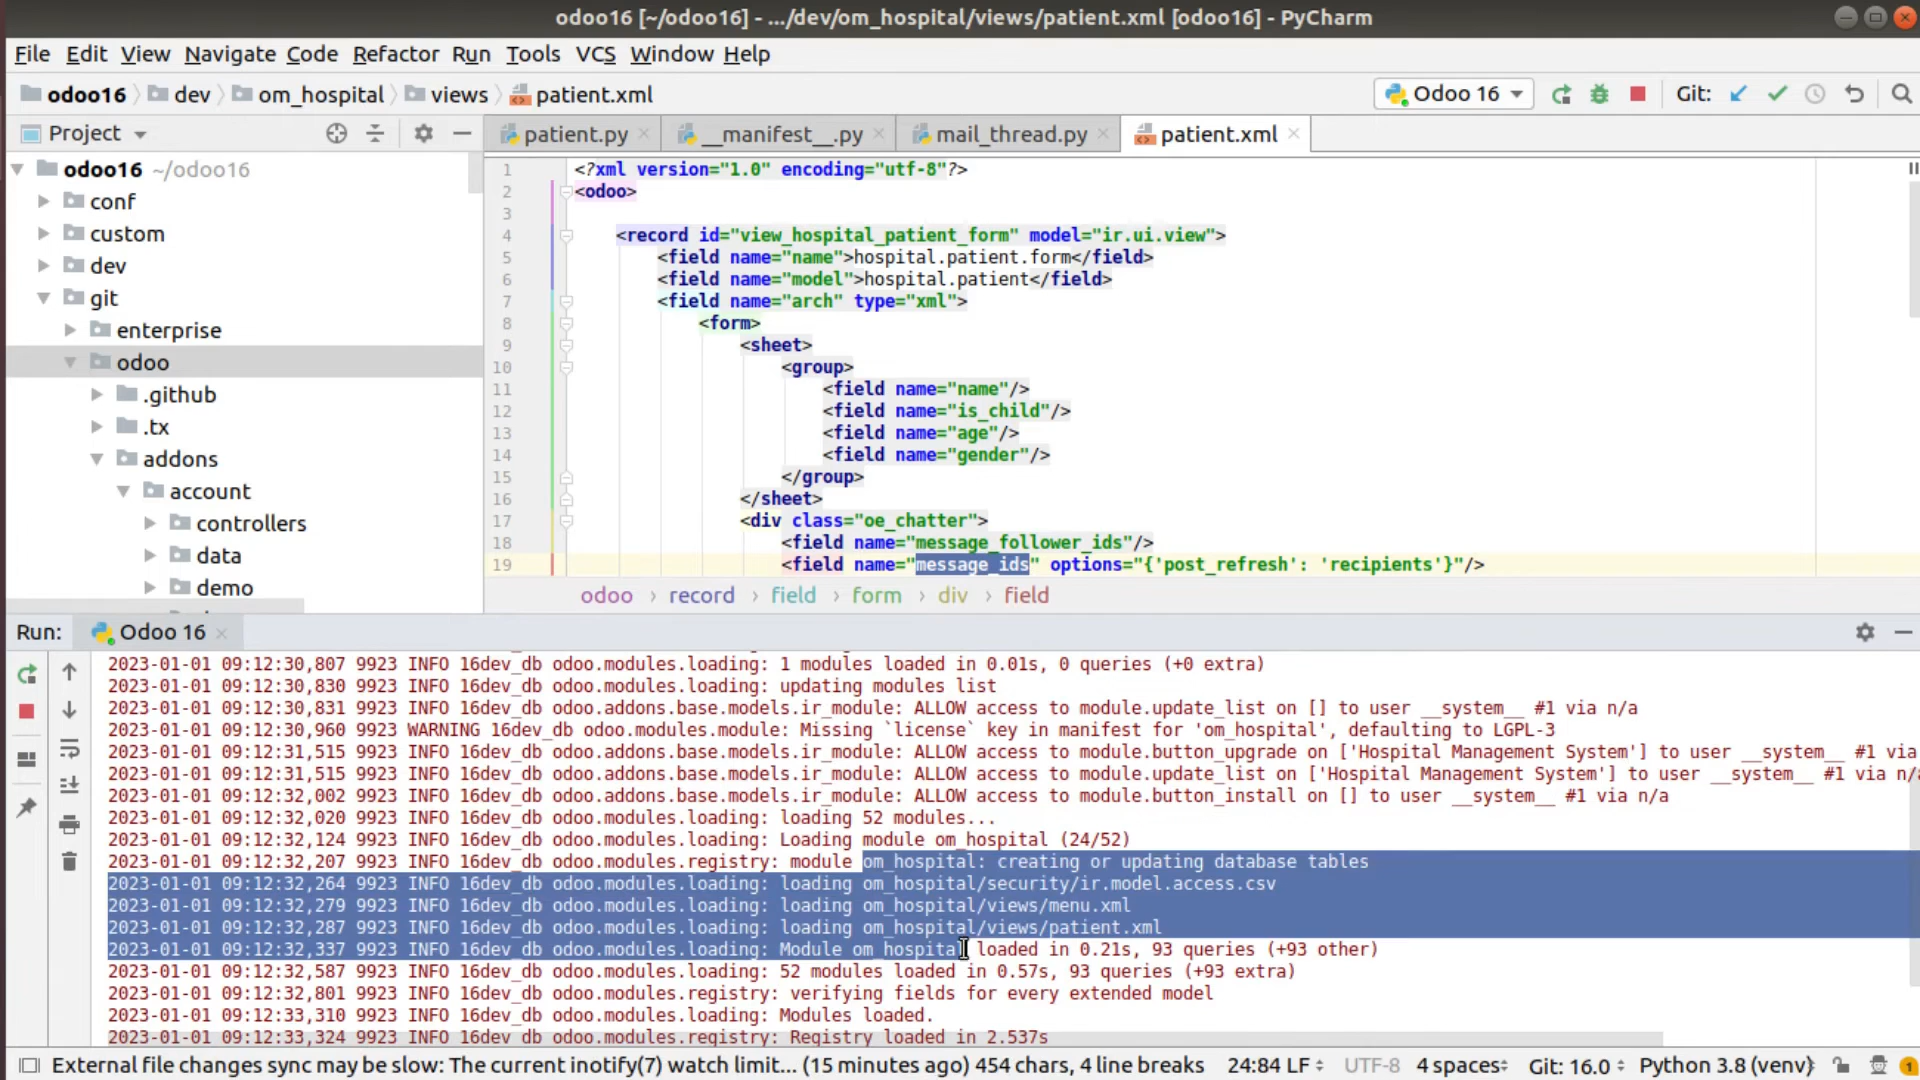 odoo16 [~/odoo16] - .../dev/om_hospital/views/patient.xml [odoo16] - PyCharm
File Edit View Navigate Code Refactor Run Tools VCS Window Help
odoo16 dev om_hospital views patient.xml Odoo 16 Git:
Project patient.py __manifest__.py mail_thread.py patient.xml
odoo16 ~/odoo16
conf
custom
dev
git
enterprise
odoo
.github
.tx
addons
account
controllers
data
demo
1 <?xml version="1.0" encoding="utf-8"?>
2 <odoo>
3
4 <record id="view_hospital_patient_form" model="ir.ui.view">
5 <field name="name">hospital.patient.form</field>
6 <field name="model">hospital.patient</field>
7 <field name="arch" type="xml">
8 <form>
9 <sheet>
10 <group>
11 <field name="name"/>
12 <field name="is_child"/>
13 <field name="age"/>
14 <field name="gender"/>
15 </group>
16 </sheet>
17 <div class="oe_chatter">
18 <field name="message_follower_ids"/>
19 <field name="message_ids" options="{'post_refresh': 'recipients'}"/>
odoo › record › field › form › div › field
Run: Odoo 16
2023-01-01 09:12:30,807 9923 INFO 16dev_db odoo.modules.loading: 1 modules loaded in 0.01s, 0 queries (+0 extra)
2023-01-01 09:12:30,830 9923 INFO 16dev_db odoo.modules.loading: updating modules list
2023-01-01 09:12:30,831 9923 INFO 16dev_db odoo.addons.base.models.ir_module: ALLOW access to module.update_list on [] to user __system__ #1 via n/a
2023-01-01 09:12:30,960 9923 WARNING 16dev_db odoo.modules.module: Missing `license` key in manifest for 'om_hospital', defaulting to LGPL-3
2023-01-01 09:12:31,515 9923 INFO 16dev_db odoo.addons.base.models.ir_module: ALLOW access to module.button_upgrade on ['Hospital Management System'] to user __system__ #1 via
2023-01-01 09:12:31,515 9923 INFO 16dev_db odoo.addons.base.models.ir_module: ALLOW access to module.update_list on ['Hospital Management System'] to user __system__ #1 via n/a
2023-01-01 09:12:32,002 9923 INFO 16dev_db odoo.addons.base.models.ir_module: ALLOW access to module.button_install on [] to user __system__ #1 via n/a
2023-01-01 09:12:32,020 9923 INFO 16dev_db odoo.modules.loading: loading 52 modules...
2023-01-01 09:12:32,124 9923 INFO 16dev_db odoo.modules.loading: Loading module om_hospital (24/52)
2023-01-01 09:12:32,207 9923 INFO 16dev_db odoo.modules.registry: module om_hospital: creating or updating database tables
2023-01-01 09:12:32,264 9923 INFO 16dev_db odoo.modules.loading: loading om_hospital/security/ir.model.access.csv
2023-01-01 09:12:32,279 9923 INFO 16dev_db odoo.modules.loading: loading om_hospital/views/menu.xml
2023-01-01 09:12:32,287 9923 INFO 16dev_db odoo.modules.loading: loading om_hospital/views/patient.xml
2023-01-01 09:12:32,337 9923 INFO 16dev_db odoo.modules.loading: Module om_hospital loaded in 0.21s, 93 queries (+93 other)
2023-01-01 09:12:32,587 9923 INFO 16dev_db odoo.modules.loading: 52 modules loaded in 0.57s, 93 queries (+93 extra)
2023-01-01 09:12:32,801 9923 INFO 16dev_db odoo.modules.registry: verifying fields for every extended model
2023-01-01 09:12:33,310 9923 INFO 16dev_db odoo.modules.loading: Modules loaded.
2023-01-01 09:12:33,324 9923 INFO 16dev_db odoo.modules.registry: Registry loaded in 2.537s
External file changes sync may be slow: The current inotify(7) watch limit... (15 minutes ago) 454 chars, 4 line breaks 24:84 LF UTF-8 4 spaces Git: 16.0 Python 3.8 (venv) 1